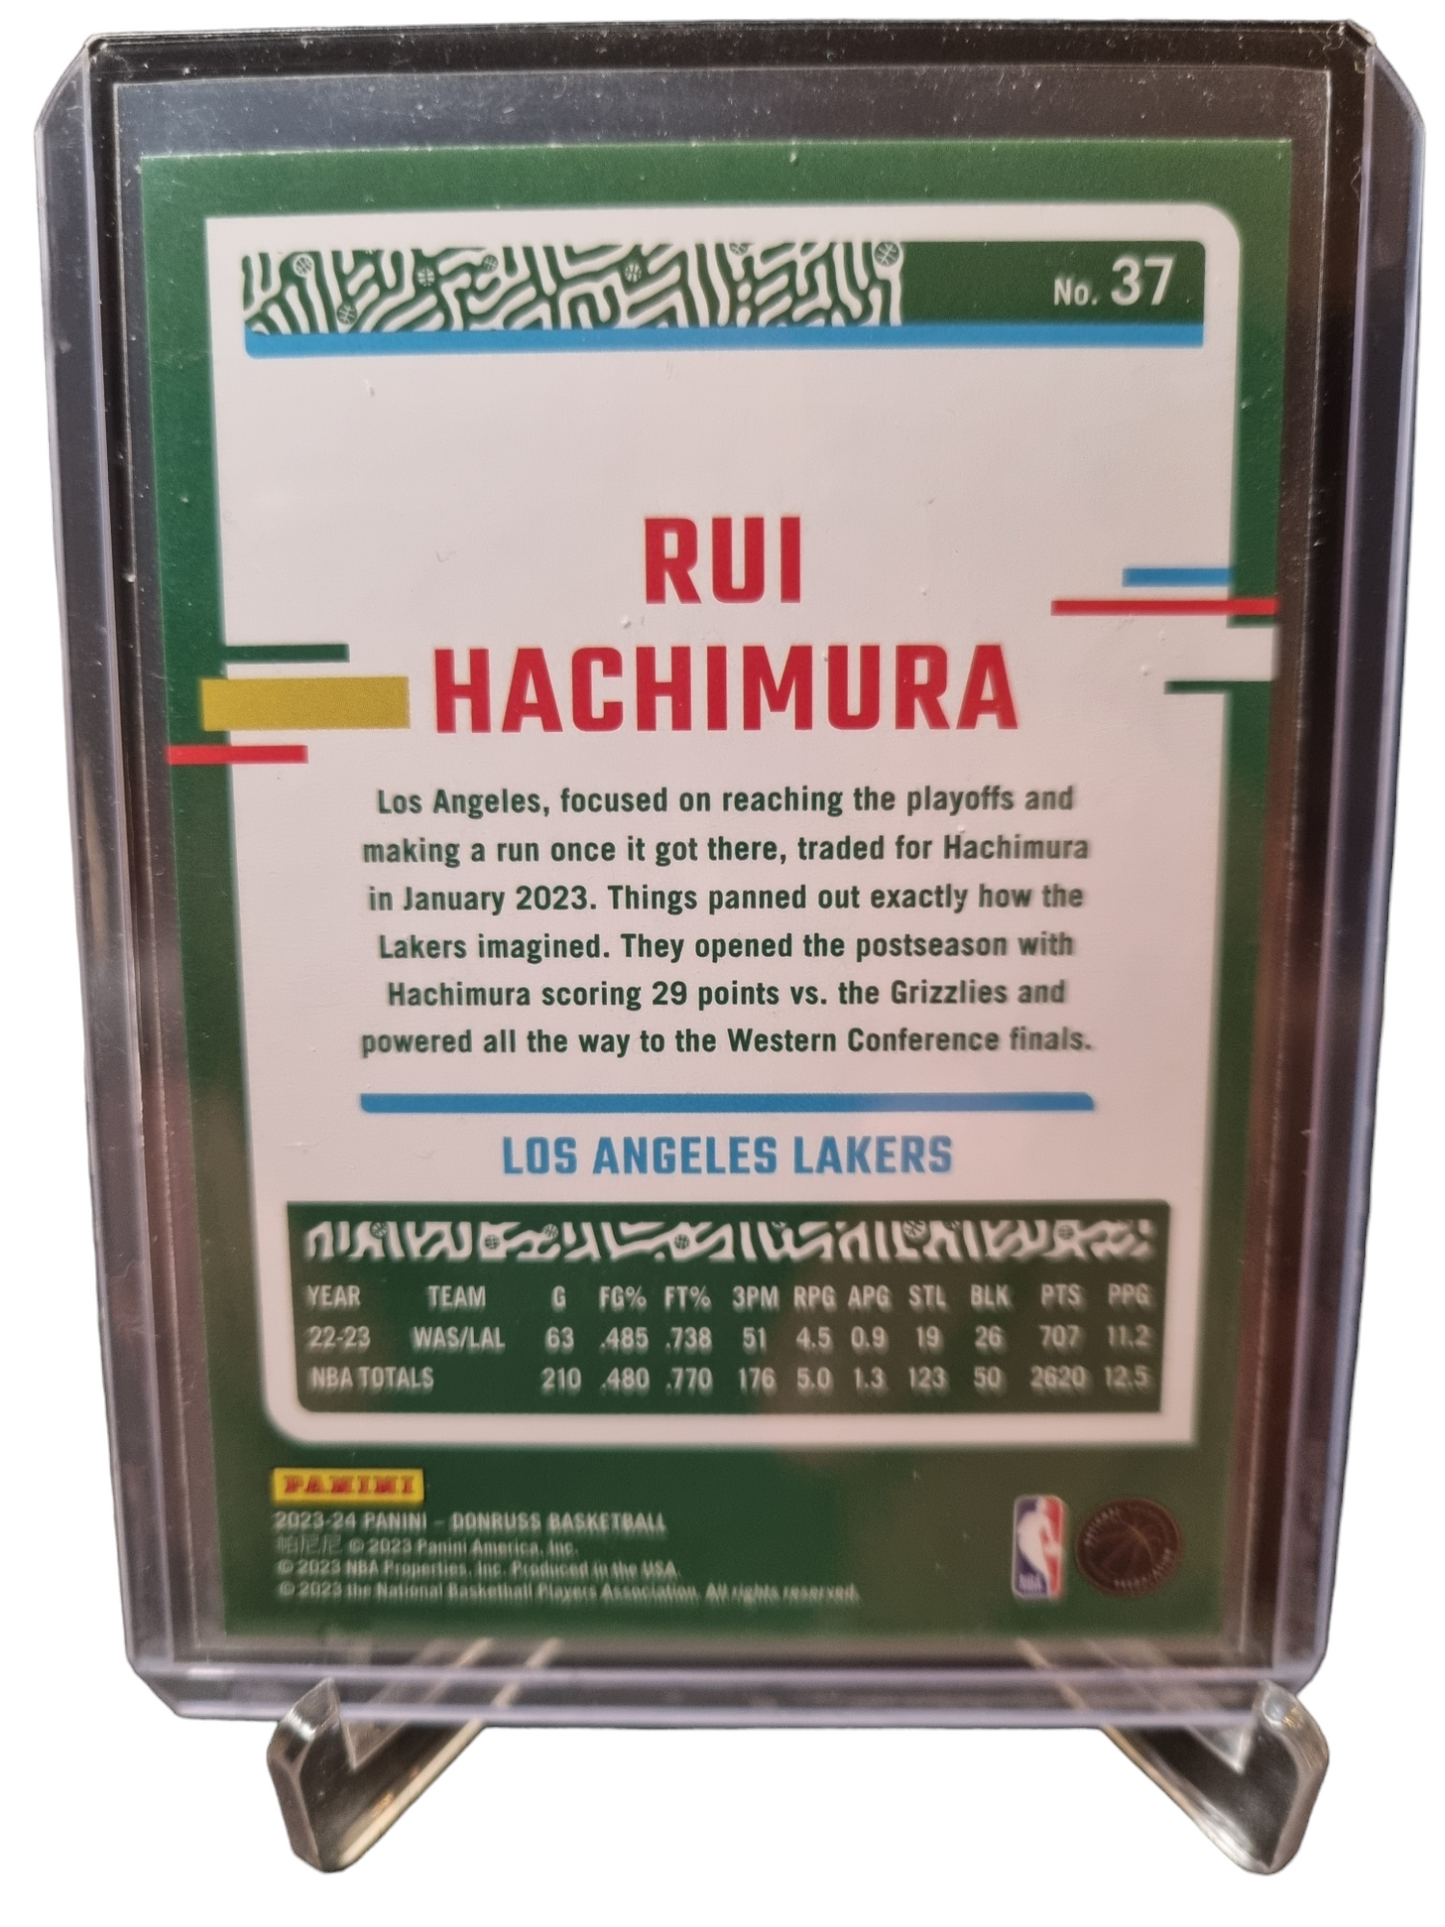 No. 37
RUI
HACHIMURA
Los Angeles, focused on reaching the playoffs and
making a run once it got there, traded for Hachimura
in January 2023. Things panned out exactly how the
Lakers imagined. They opened the postseason with
Hachimura scoring 29 points vs. the Grizzlies and
powered all the way to the Western Conference finals.
LOS ANGELES LAKERS
YEAR TEAM G FG% FT% 3PM RPG APG STL BLK PTS PPG
22-23 WAS/LAL 63 .485 .738 51 4.5 0.9 19 26 707 11.2
NBA TOTALS 210 .480 .770 176 5.0 1.3 123 50 2620 12.5
PANINI
2023-24 PANINI – DONRUSS BASKETBALL
帕尼尼 © 2023 Panini America, Inc.
© 2023 NBA Properties, Inc. Produced in the USA.
© 2023 the National Basketball Players Association. All rights reserved.
NBA